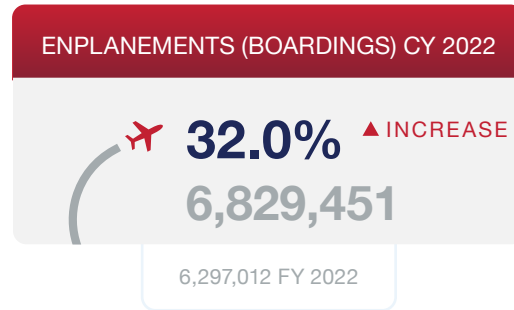 ENPLANEMENTS (BOARDINGS) CY 2022
32.0% ▲ INCREASE
6,829,451
6,297,012 FY 2022